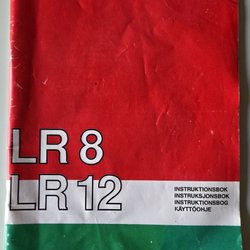 LR 8
LR 12
INSTRUKTIONSBOK
INSTRUKSJONSBOK
INSTRUKTIONSBOG
KÄYTTÖOHJE